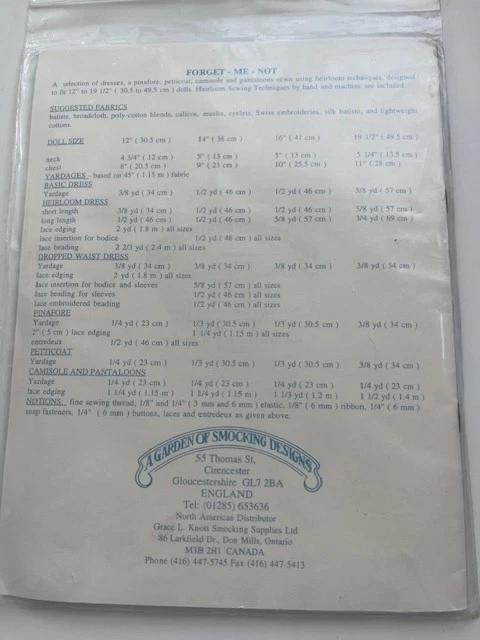 FORGET - ME - NOT
A selection of dresses, a pinafore, petticoat, camisole and pantaloons sewn using heirloom techniques, designed
to fit 12" to 19 1/2" ( 30.5 to 49.5 cm ) dolls. Heirloom Sewing Techniques by hand and machine are included.
SUGGESTED FABRICS
batiste, broadcloth, poly-cotton blends, calicos, muslin, eyelets, Swiss embroideries, silk batiste, and lightweight
cottons.
DOLL SIZE 12" ( 30.5 cm ) 14" ( 36 cm ) 16" ( 41 cm ) 19 1/2" ( 49.5 cm )
neck 4 3/4" ( 12 cm ) 5" ( 13 cm ) 5" ( 13 cm ) 5 1/4" ( 13.5 cm )
chest 8" ( 20.5 cm ) 9" ( 23 cm ) 10" ( 25.5 cm ) 11" ( 28 cm )
YARDAGES - based on 45" ( 1.15 m ) fabric
BASIC DRESS
Yardage 3/8 yd ( 34 cm ) 1/2 yd ( 46 cm ) 1/2 yd ( 46 cm ) 5/8 yd ( 57 cm )
HEIRLOOM DRESS
short length 3/8 yd ( 34 cm ) 1/2 yd ( 46 cm ) 1/2 yd ( 46 cm ) 5/8 yd ( 57 cm )
long length 1/2 yd ( 46 cm ) 1/2 yd ( 46 cm ) 5/8 yd ( 57 cm ) 3/4 yd ( 69 cm )
lace edging 2 yd ( 1.8 m ) all sizes
lace insertion for bodice 1/2 yd ( 46 cm ) all sizes
lace beading 2 2/3 yd ( 2.4 m ) all sizes
DROPPED WAIST DRESS
Yardage 3/8 yd ( 34 cm ) 3/8 yd ( 34 cm ) 3/8 yd ( 34 cm ) 3/8 yd ( 34 cm )
lace edging 2 yd ( 1.8 m ) all sizes
lace insertion for bodice and sleeves 5/8 yd ( 57 cm ) all sizes
lace beading for sleeves 1/2 yd ( 46 cm ) all sizes
lace embroidered beading 1/2 yd ( 46 cm ) all sizes
PINAFORE
Yardage 1/4 yd ( 23 cm ) 1/3 yd ( 30.5 cm ) 1/3 yd ( 30.5 cm ) 3/8 yd ( 34 cm )
2" ( 5 cm ) lace edging 1 1/4 yd ( 1.15 m ) all sizes
entredeux 1/2 yd ( 46 cm ) all sizes
PETTICOAT
Yardage 1/4 yd ( 23 cm ) 1/3 yd ( 30.5 cm ) 1/3 yd ( 30.5 cm ) 3/8 yd ( 34 cm )
CAMISOLE AND PANTALOONS
Yardage 1/4 yd ( 23 cm ) 1/4 yd ( 23 cm ) 1/4 yd ( 23 cm ) 1/4 yd ( 23 cm )
lace edging 1 1/4 yd ( 1.15 m ) 1 1/4 yd ( 1.15 m ) 1 1/3 yd ( 1.2 m ) 1 1/2 yd ( 1.4 m )
NOTIONS. fine sewing thread, 1/8" and 1/4" ( 3 mm and 6 mm ) elastic, 1/8" ( 6 mm ) ribbon, 1/4" ( 6 mm )
snap fasteners, 1/4" ( 6 mm ) buttons, laces and entredeux as given above.
A GARDEN OF SMOCKING DESIGNS
55 Thomas St,
Cirencester
Gloucestershire GL7 2BA
ENGLAND
Tel: (01285) 653636
North American Distributor
Grace L. Knott Smocking Supplies Ltd
86 Larkfield Dr., Don Mills, Ontario
M3B 2H1 CANADA
Phone (416) 447-5745 Fax (416) 447-5413